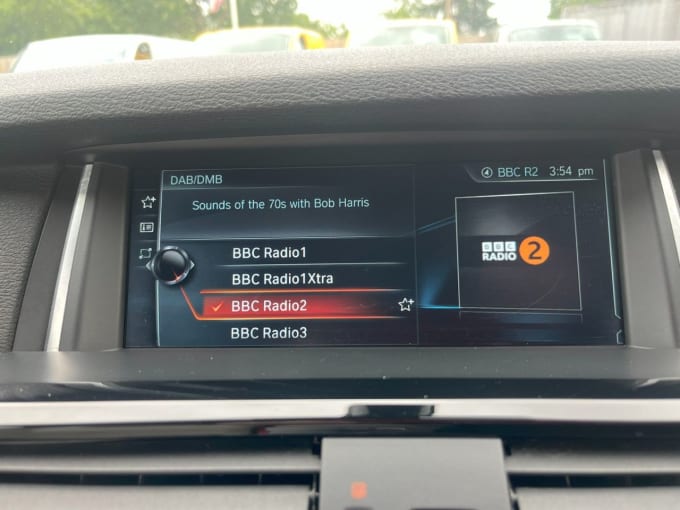 DAB/DMB
BBC R2 3:54 pm
Sounds of the 70s with Bob Harris
BBC Radio1
BBC Radio1Xtra
BBC Radio2
BBC Radio3
BBC
RADIO 2